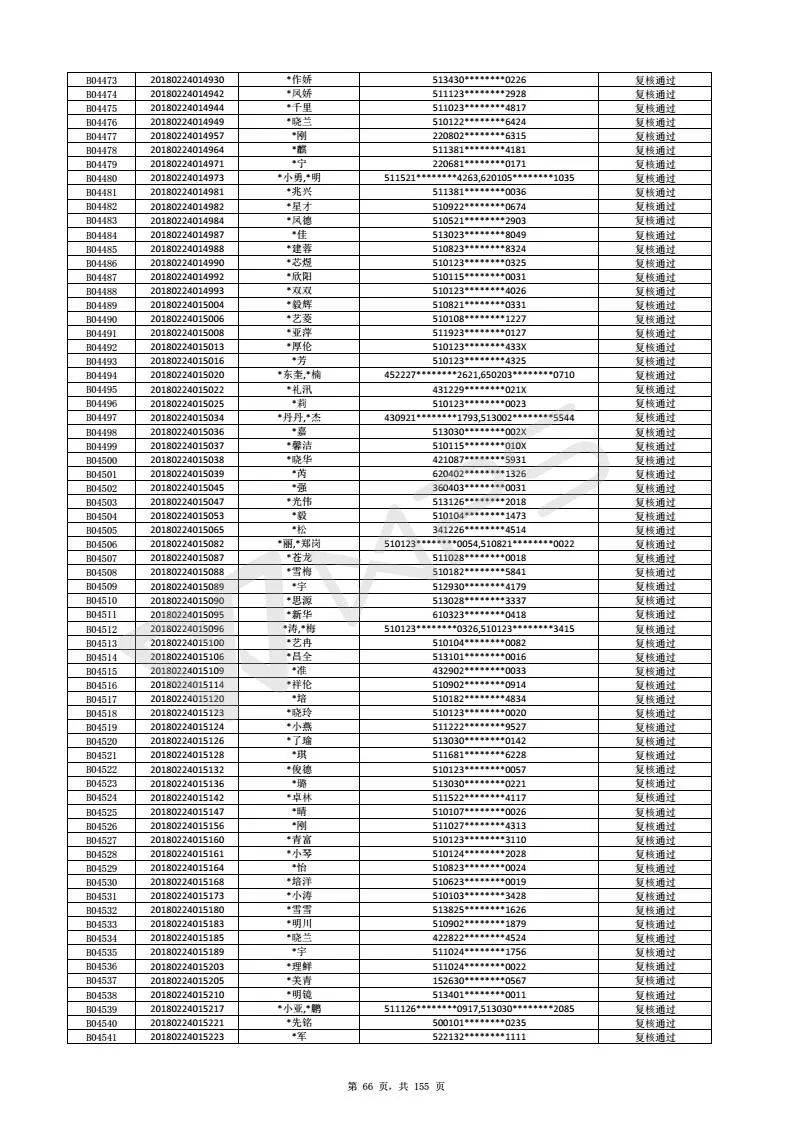 B04473 20180224014930 *作娇 513430********0226 复核通过
B04474 20180224014942 *凤娇 511123********2928 复核通过
B04475 20180224014944 *千里 511023********4817 复核通过
B04476 20180224014949 *晓兰 510122********6424 复核通过
B04477 20180224014957 *刚 220802********6315 复核通过
B04478 20180224014964 *麒 511381********4181 复核通过
B04479 20180224014971 *宁 220681********0171 复核通过
B04480 20180224014973 *小勇,*明 511521********4263,620105********1035 复核通过
B04481 20180224014981 *兆兴 511381********0036 复核通过
B04482 20180224014982 *星才 510922********0674 复核通过
B04483 20180224014984 *凤德 510521********2903 复核通过
B04484 20180224014987 *佳 513023********8049 复核通过
B04485 20180224014988 *建蓉 510823********8324 复核通过
B04486 20180224014990 *芯煜 510123********0325 复核通过
B04487 20180224014992 *欣阳 510115********0031 复核通过
B04488 20180224014993 *双双 510123********4026 复核通过
B04489 20180224015004 *毅辉 510821********0331 复核通过
B04490 20180224015006 *艺菱 510108********1227 复核通过
B04491 20180224015008 *亚萍 511923********0127 复核通过
B04492 20180224015013 *厚伦 510123********433X 复核通过
B04493 20180224015016 *芳 510123********4325 复核通过
B04494 20180224015020 *东奎,*楠 452227********2621,650203********0710 复核通过
B04495 20180224015022 *礼汛 431229********021X 复核通过
B04496 20180224015025 *莉 510123********0023 复核通过
B04497 20180224015034 *丹丹,*杰 430921********1793,513002********5544 复核通过
B04498 20180224015036 *嘉 513030********002X 复核通过
B04499 20180224015037 *馨洁 510115********010X 复核通过
B04500 20180224015038 *晓华 421087********5931 复核通过
B04501 20180224015039 *芮 620402********1326 复核通过
B04502 20180224015045 *强 360403********0031 复核通过
B04503 20180224015047 *光伟 513126********2018 复核通过
B04504 20180224015053 *毅 510104********1473 复核通过
B04505 20180224015065 *松 341226********4514 复核通过
B04506 20180224015082 *丽,*郑岗 510123********0054,510821********0022 复核通过
B04507 20180224015087 *苍龙 511028********0018 复核通过
B04508 20180224015088 *雪梅 510182********5841 复核通过
B04509 20180224015089 *宇 512930********4179 复核通过
B04510 20180224015090 *思源 513028********3337 复核通过
B04511 20180224015095 *新华 610323********0418 复核通过
B04512 20180224015096 *涛,*梅 510123********0326,510123********3415 复核通过
B04513 20180224015100 *艺冉 510104********0082 复核通过
B04514 20180224015106 *昌全 513101********0016 复核通过
B04515 20180224015109 *准 432902********0033 复核通过
B04516 20180224015114 *祥伦 510902********0914 复核通过
B04517 20180224015120 *培 510182********4834 复核通过
B04518 20180224015123 *晓玲 510123********0020 复核通过
B04519 20180224015124 *小燕 511222********9527 复核通过
B04520 20180224015126 *了瑜 513030********0142 复核通过
B04521 20180224015128 *琪 511681********6228 复核通过
B04522 20180224015132 *俊德 510123********0057 复核通过
B04523 20180224015136 *璐 513030********0221 复核通过
B04524 20180224015142 *卓林 511522********4117 复核通过
B04525 20180224015147 *晴 510107********0026 复核通过
B04526 20180224015156 *刚 511027********4313 复核通过
B04527 20180224015160 *青富 510123********3110 复核通过
B04528 20180224015161 *小琴 510124********2028 复核通过
B04529 20180224015164 *怡 510823********0024 复核通过
B04530 20180224015168 *培洋 510623********0019 复核通过
B04531 20180224015173 *小涛 510103********3428 复核通过
B04532 20180224015180 *雪雪 513825********1626 复核通过
B04533 20180224015183 *明川 510902********1879 复核通过
B04534 20180224015185 *晓兰 422822********4524 复核通过
B04535 20180224015189 *宇 511024********1756 复核通过
B04536 20180224015203 *理鲜 511024********0022 复核通过
B04537 20180224015205 *美青 152630********0567 复核通过
B04538 20180224015210 *明镜 513401********0011 复核通过
B04539 20180224015217 *小亚,*鹏 511126********0917,513030********2085 复核通过
B04540 20180224015221 *先铭 500101********0235 复核通过
B04541 20180224015223 *军 522132********1111 复核通过
WPS
第 66 页，共 155 页